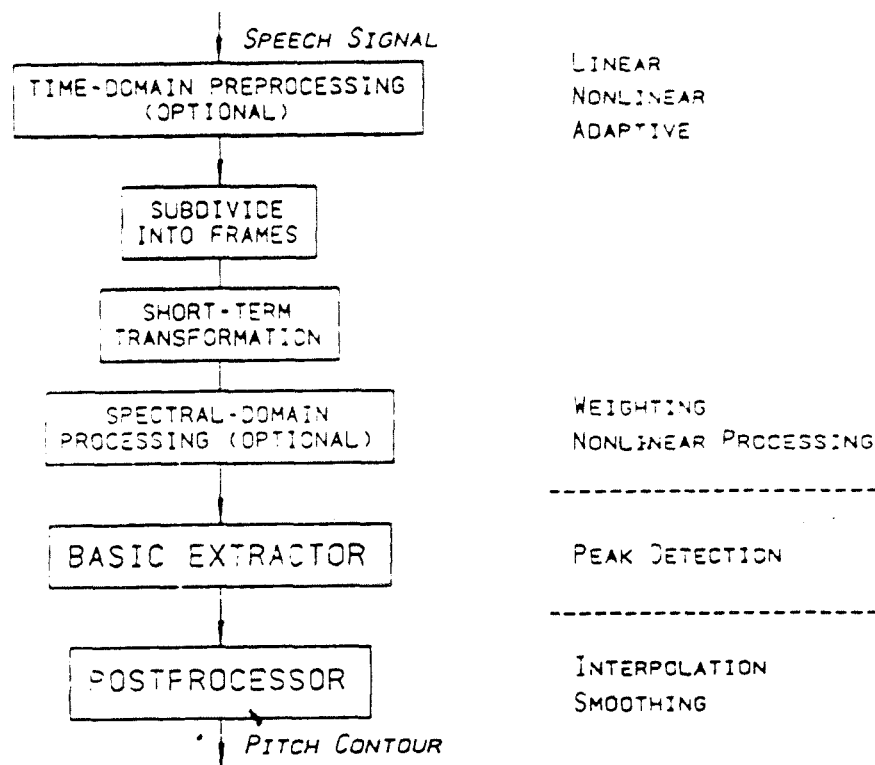 SPEECH SIGNAL
TIME-DOMAIN PREPROCESSING
(OPTIONAL)
LINEAR
NONLINEAR
ADAPTIVE
SUBDIVIDE
INTO FRAMES
SHORT-TERM
TRANSFORMATION
SPECTRAL-DOMAIN
PROCESSING (OPTIONAL)
WEIGHTING
NONLINEAR PROCESSING
BASIC EXTRACTOR
PEAK DETECTION
POSTPROCESSOR
INTERPOLATION
SMOOTHING
PITCH CONTOUR